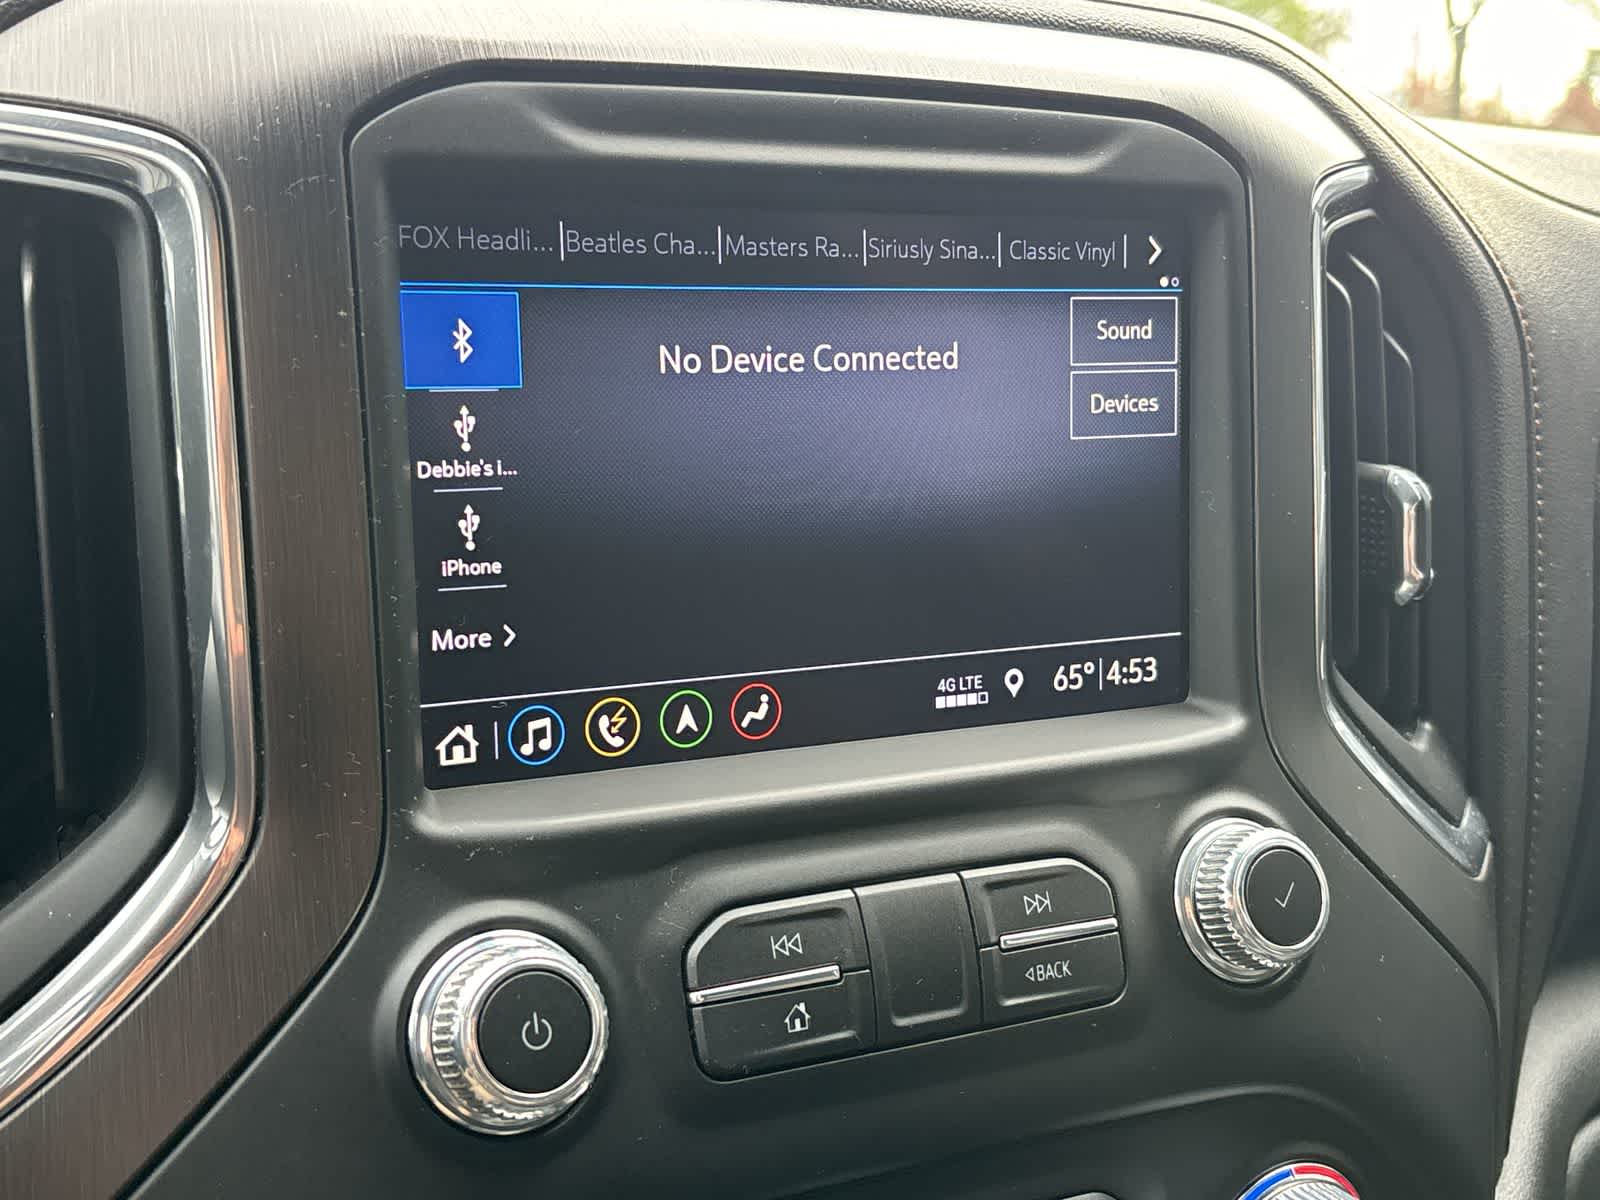 FOX Headli... Beatles Cha... Masters Ra... Siriusly Sina... Classic Vinyl
Sound
No Device Connected
Devices
Debbie's i...
iPhone
More
4G LTE
65° 4:53
BACK